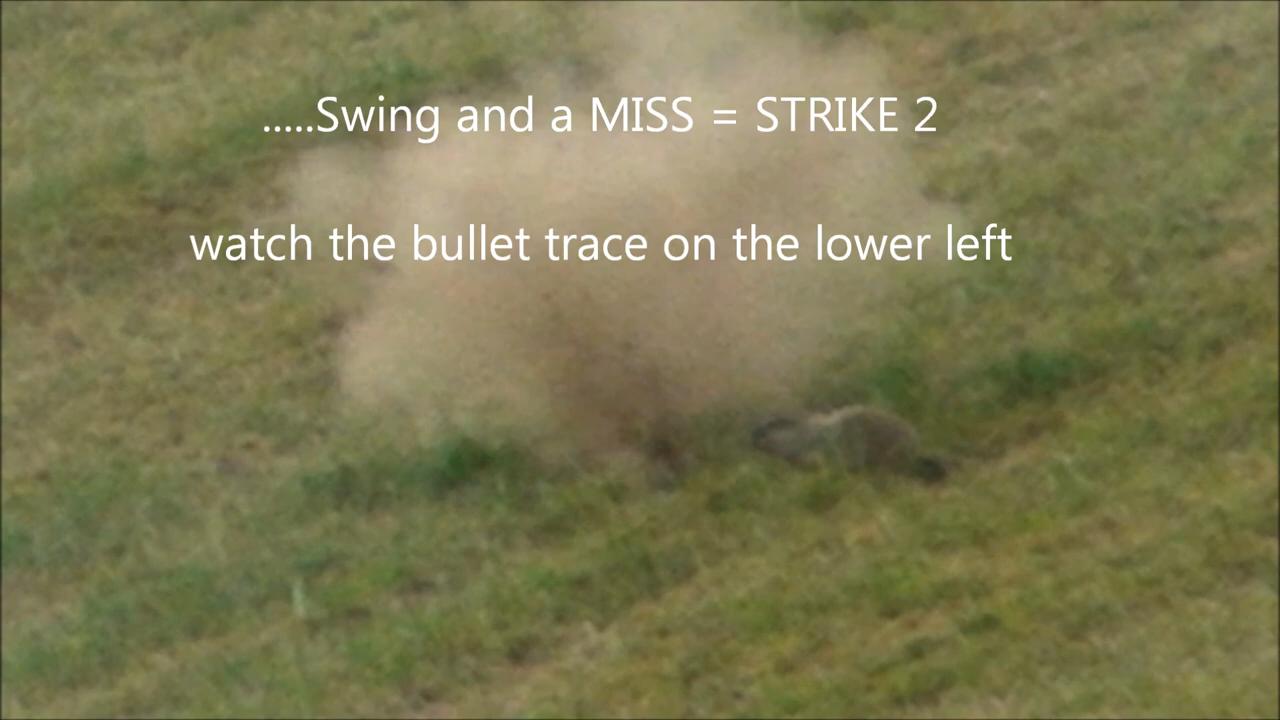 .....Swing and a MISS = STRIKE 2
watch the bullet trace on the lower left